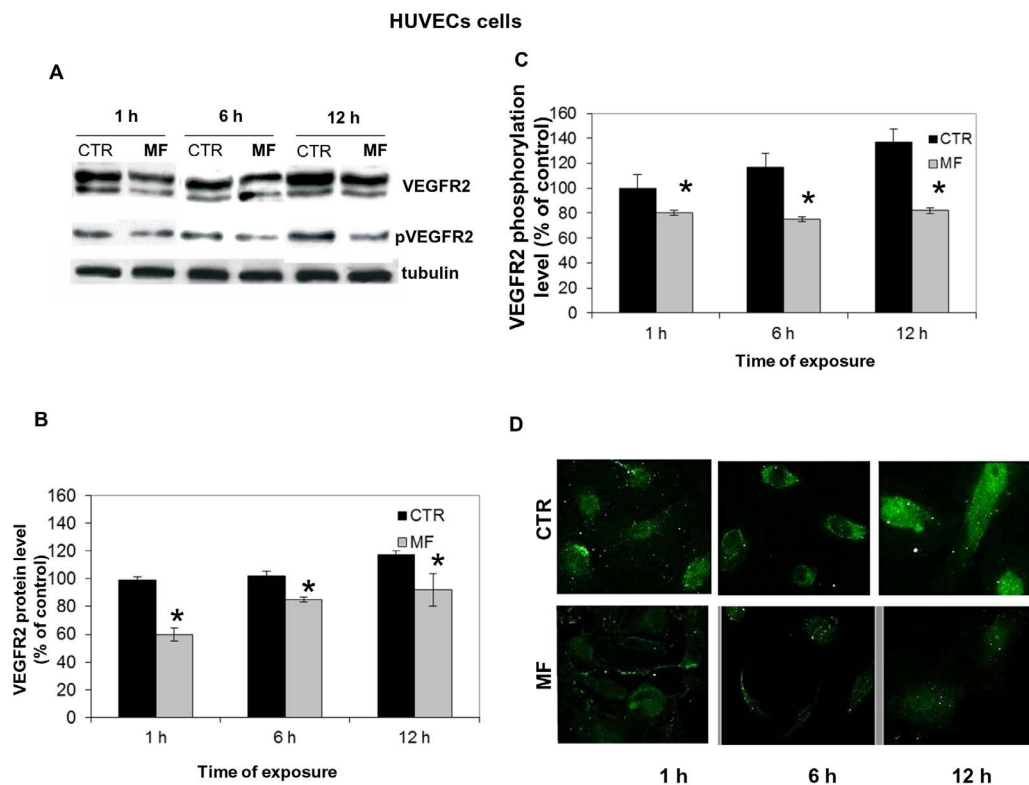 HUVECs cells
A
1 h 6 h 12 h
CTR MF CTR MF CTR MF
VEGFR2
pVEGFR2
tubulin
C
VEGFR2 phosphorylation
level (% of control)
160
140
120
100
80
60
40
20
0
CTR
MF
*
*
*
1 h 6 h 12 h
Time of exposure
B
VEGFR2 protein level
(% of control)
160
140
120
100
80
60
40
20
0
CTR
MF
*
*
*
1 h 6 h 12 h
Time of exposure
D
CTR
MF
1 h 6 h 12 h